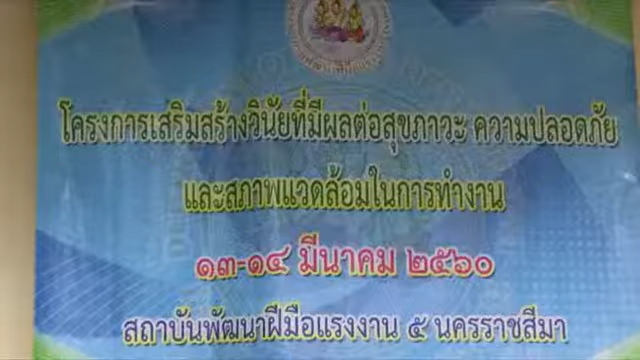 โครงการเสริมสร้างวินัยที่มีผลต่อสุขภาวะ ความปลอดภัย
และสภาพแวดล้อมในการทำงาน
๑๓-๑๔ มีนาคม ๒๕๖๐
สถาบันพัฒนาฝีมือแรงงาน ๕ นครราชสีมา